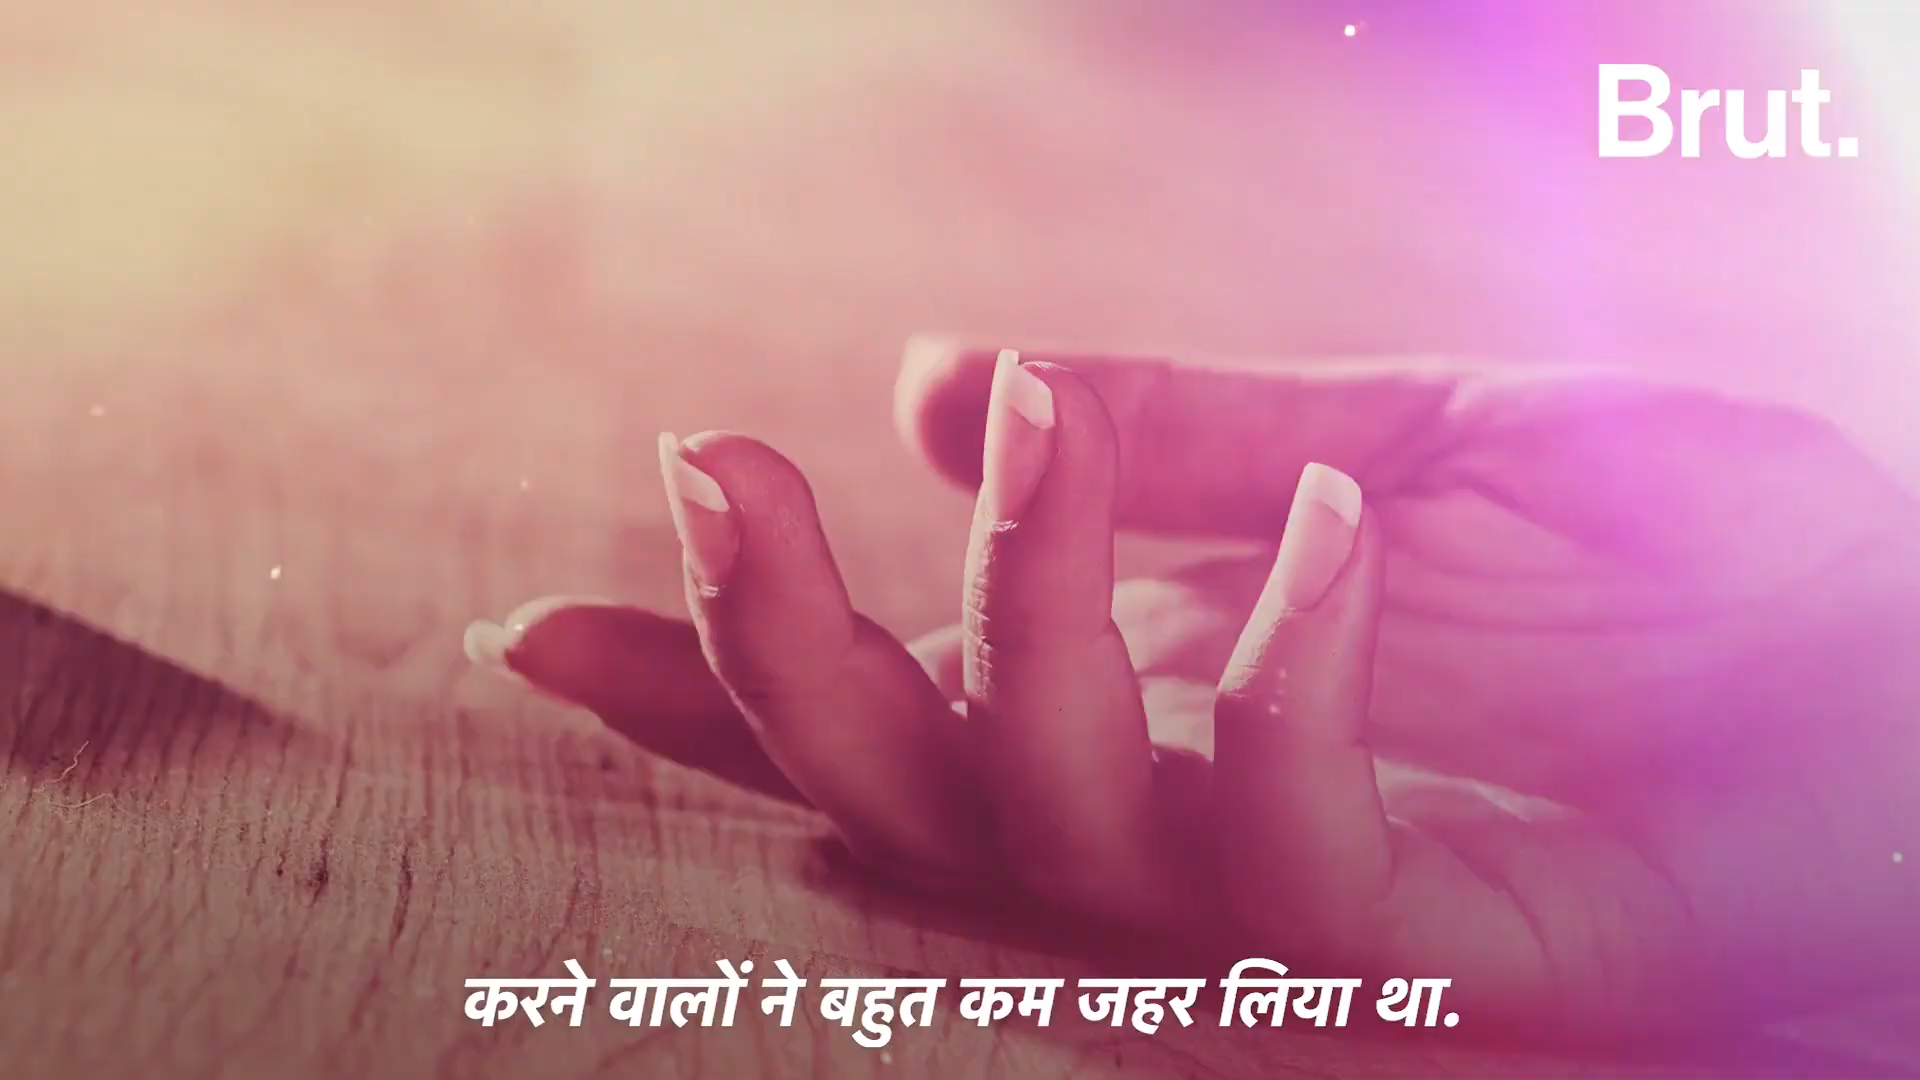 Brut.
करने वालों ने बहुत कम जहर लिया था.